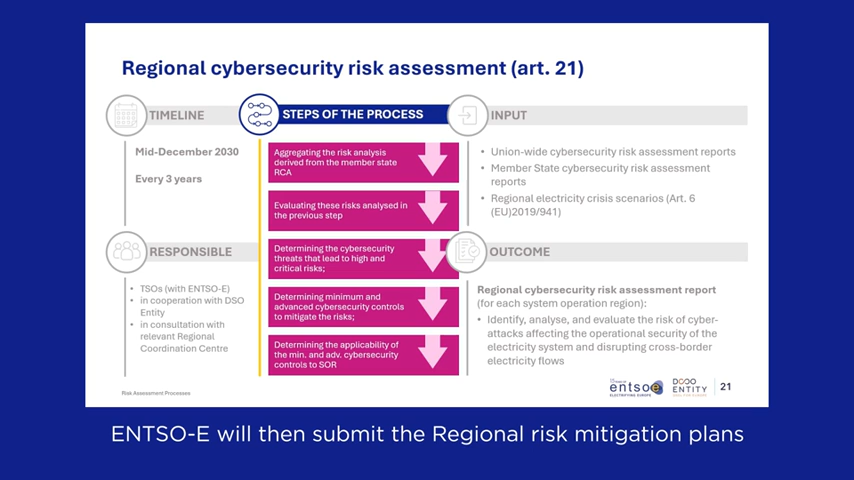 Regional cybersecurity risk assessment (art. 21)
TIMELINE
Mid-December 2030
Every 3 years
RESPONSIBLE
• TSOs (with ENTSO-E)
• in cooperation with DSO
Entity
• in consultation with
relevant Regional
Coordination Centre
STEPS OF THE PROCESS
Aggregating the risk analysis
derived from the member state
RCA
Evaluating these risks analysed in
the previous step
Determining the cybersecurity
threats that lead to high and
critical risks;
Determining minimum and
advanced cybersecurity controls
to mitigate the risks;
Determining the applicability of
the min. and adv. cybersecurity
controls to SOR
INPUT
• Union-wide cybersecurity risk assessment reports
• Member State cybersecurity risk assessment
reports
• Regional electricity crisis scenarios (Art. 6
(EU)2019/941)
OUTCOME
Regional cybersecurity risk assessment report
(for each system operation region):
• Identify, analyse, and evaluate the risk of cyber-
attacks affecting the operational security of the
electricity system and disrupting cross-border
electricity flows
Risk Assessment Processes
entsoe
ELECTRIFYING EUROPE
DSO
ENTITY
21
ENTSO-E will then submit the Regional risk mitigation plans